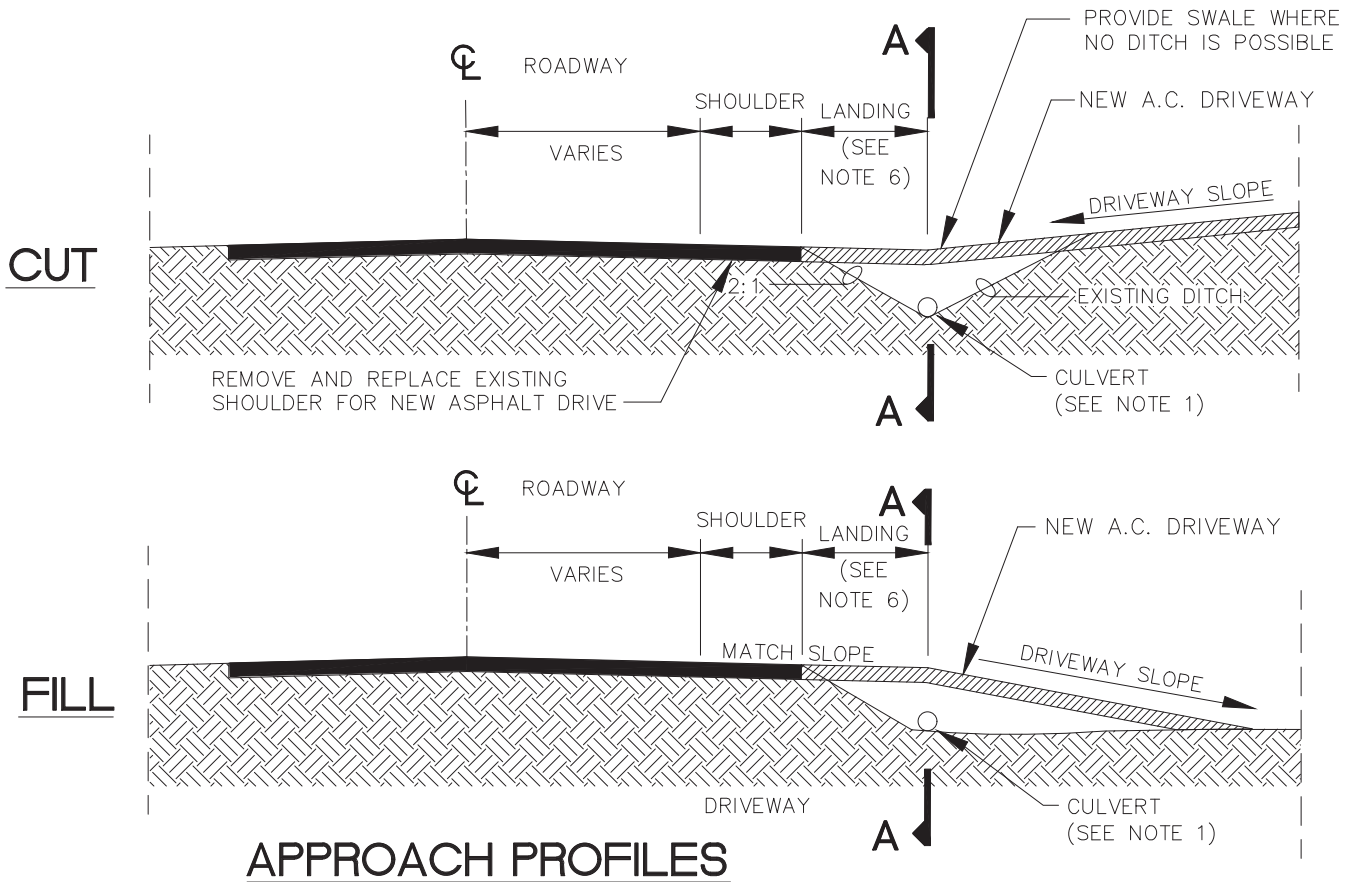 PROVIDE SWALE WHERE
NO DITCH IS POSSIBLE
A
℄ ROADWAY
SHOULDER
LANDING
NEW A.C. DRIVEWAY
VARIES
(SEE
NOTE 6)
DRIVEWAY SLOPE
CUT
2:1
EXISTING DITCH
REMOVE AND REPLACE EXISTING
SHOULDER FOR NEW ASPHALT DRIVE
CULVERT
(SEE NOTE 1)
A
℄ ROADWAY
A
SHOULDER
LANDING
NEW A.C. DRIVEWAY
VARIES
(SEE
NOTE 6)
MATCH SLOPE
DRIVEWAY SLOPE
FILL
DRIVEWAY
CULVERT
(SEE NOTE 1)
A
APPROACH PROFILES